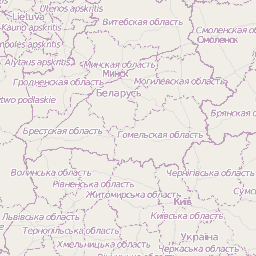 Utenos apskritis
Lietuva
Kauno apskritis
Витебская область
Смоленская область
Смоленск
Alytaus apskritis
Минская область
Минск
Гродненская область
Могилёвская область
Беларусь
Брянская об
Брестская область
Гомельская область
Волинська область
Чернігівська область
Рівненська область
Житомирська область
Київ
Львівська область
Київська область
Тернопільська область
Україна
Хмельницька область
Черкаська область